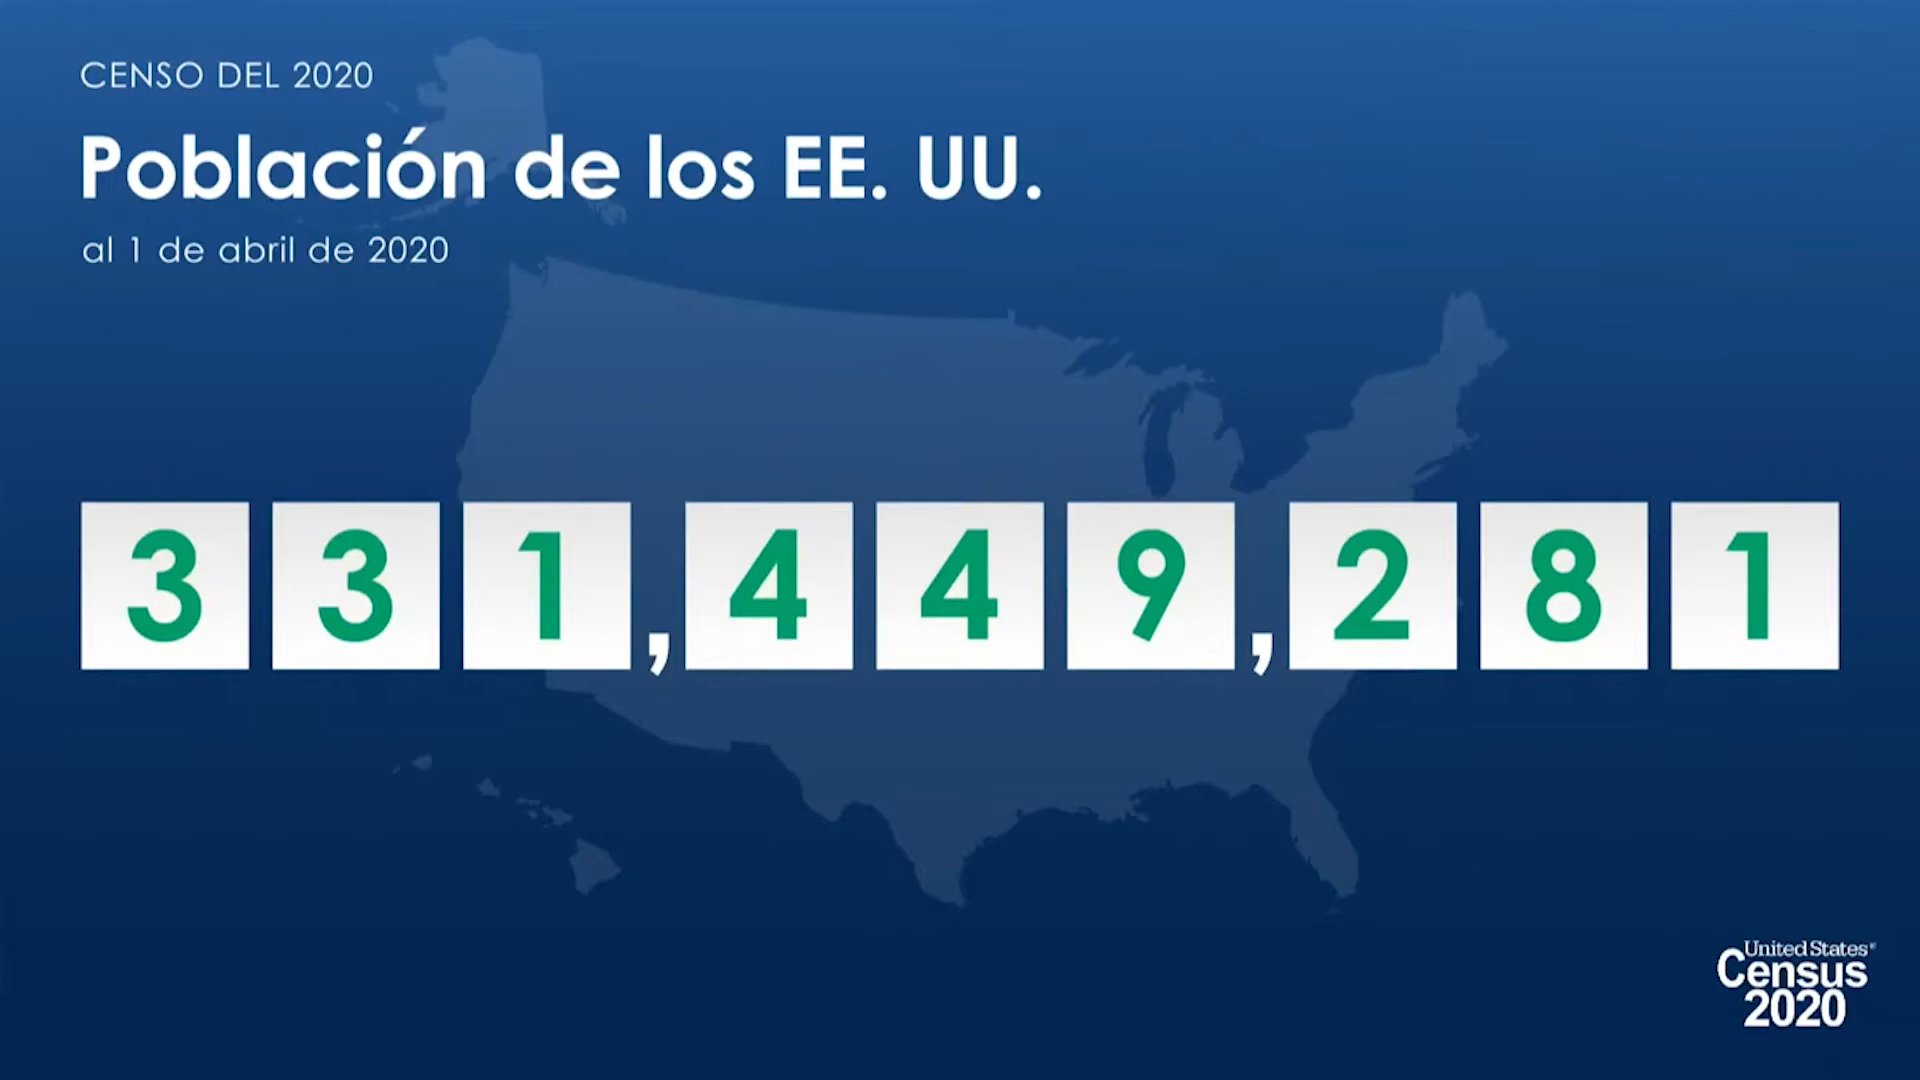 CENSO DEL 2020
Población de los EE. UU.
al 1 de abril de 2020
331,449,281
United States®
Census
2020